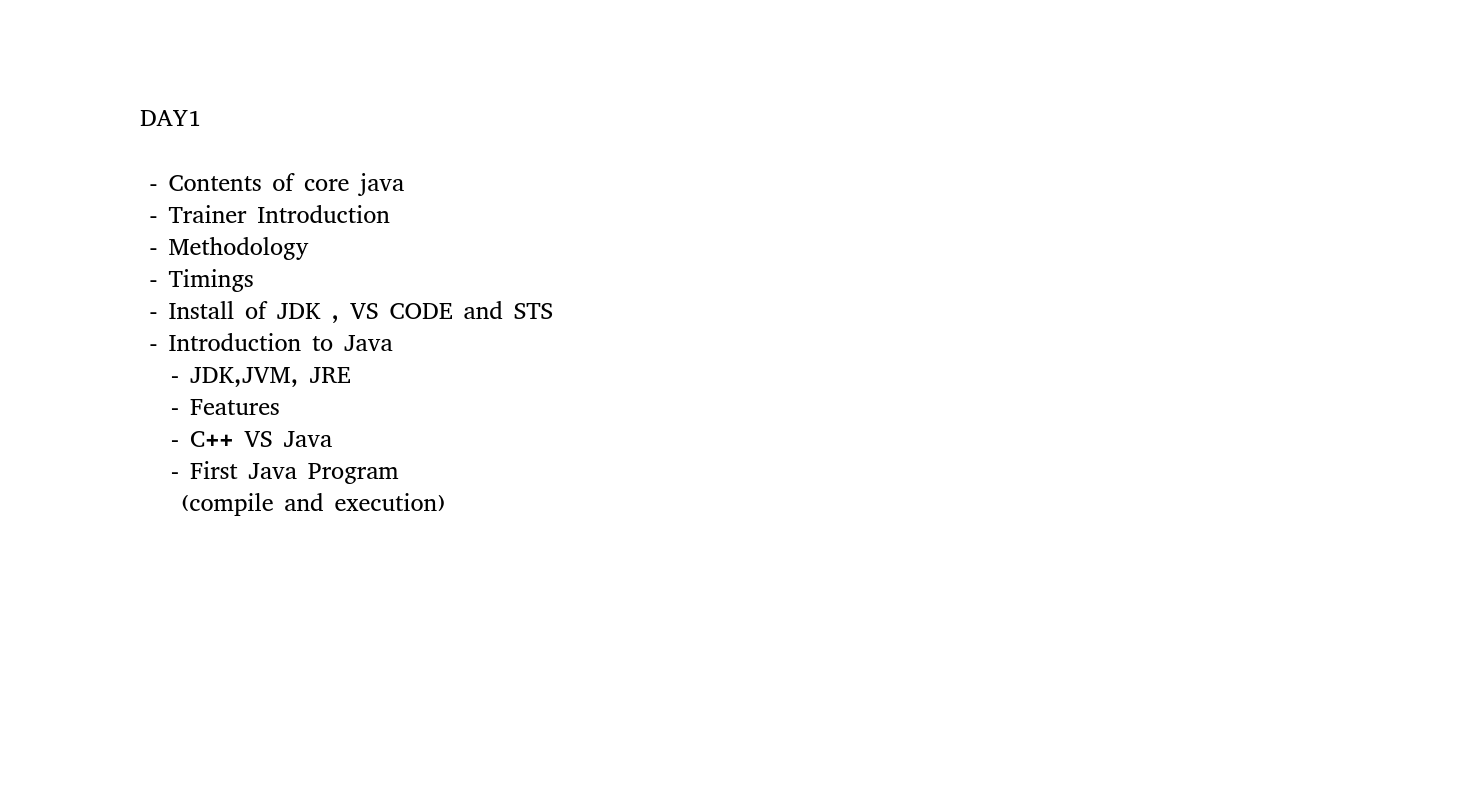 DAY1
- Contents of core java
- Trainer Introduction
- Methodology
- Timings
- Install of JDK , VS CODE and STS
- Introduction to Java
- JDK,JVM, JRE
- Features
- C++ VS Java
- First Java Program
(compile and execution)